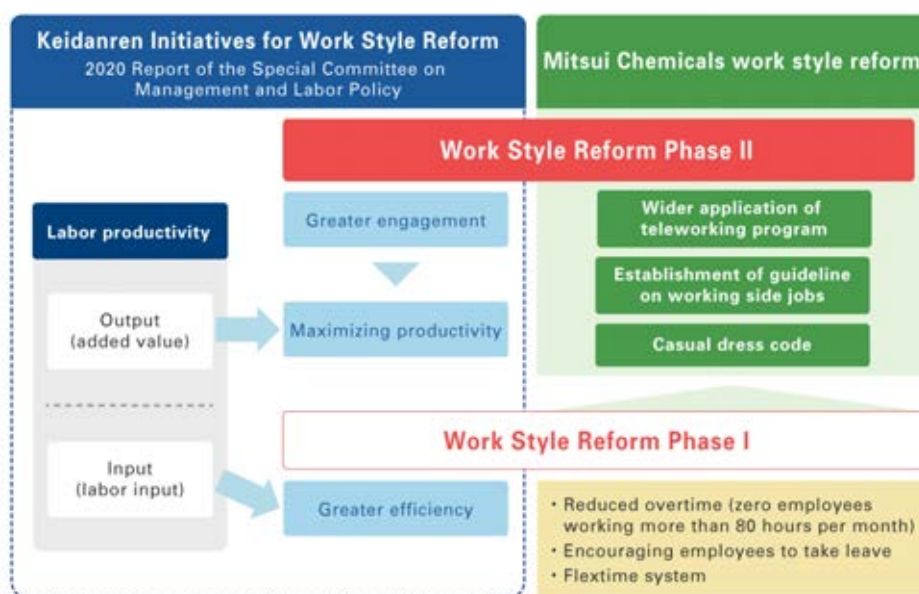 Keidanren Initiatives for Work Style Reform
2020 Report of the Special Committee on
Management and Labor Policy
Mitsui Chemicals work style reform
Work Style Reform Phase II
Labor productivity
Output
(added value)
Input
(labor input)
Greater engagement
Maximizing productivity
Wider application of
teleworking program
Establishment of guideline
on working side jobs
Casual dress code
Work Style Reform Phase I
Greater efficiency
・Reduced overtime (zero employees
working more than 80 hours per month)
・Encouraging employees to take leave
・Flextime system